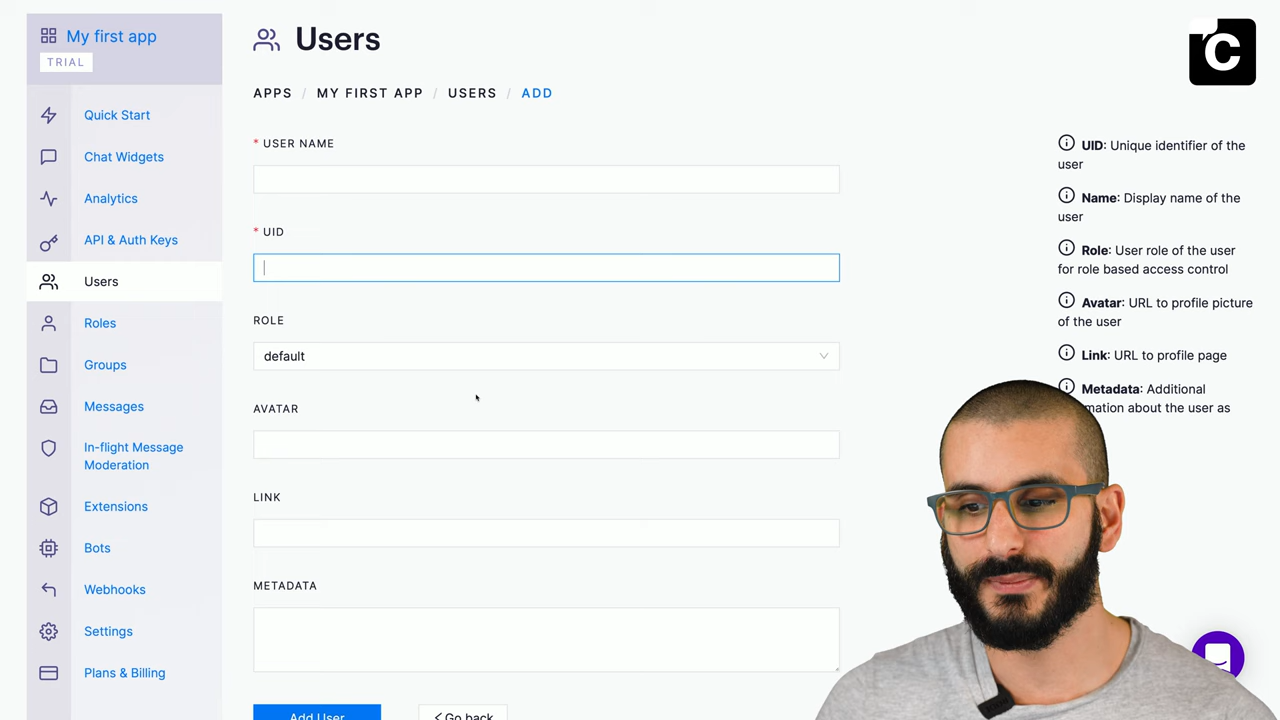 My first app
TRIAL
Quick Start
Chat Widgets
Analytics
API & Auth Keys
Users
Roles
Groups
Messages
In-flight Message
Moderation
Extensions
Bots
Webhooks
Settings
Plans & Billing
Users
APPS / MY FIRST APP / USERS / ADD
* USER NAME
* UID
ROLE
default
AVATAR
LINK
METADATA
Add User
< Go back
C
UID: Unique identifier of the
user
Name: Display name of the
user
Role: User role of the user
for role based access control
Avatar: URL to profile picture
of the user
Link: URL to profile page
Metadata: Additional
about the user as